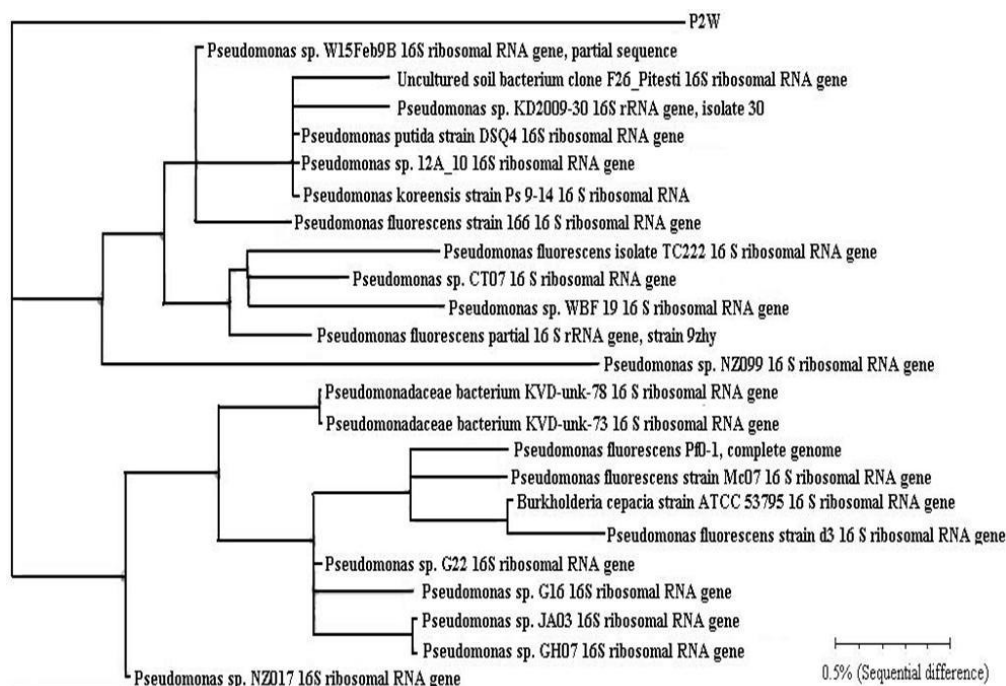 P2W
Pseudomonas sp. W15Feb9B 16S ribosomal RNA gene, partial sequence
Uncultured soil bacterium clone F26_Pitesti 16S ribosomal RNA gene
Pseudomonas sp. KD2009-30 16S rRNA gene, isolate 30
Pseudomonas putida strain DSQ4 16S ribosomal RNA gene
Pseudomonas sp. 12A_10 16S ribosomal RNA gene
Pseudomonas koreensis strain Ps 9-14 16 S ribosomal RNA
Pseudomonas fluorescens strain 166 16 S ribosomal RNA gene
Pseudomonas fluorescens isolate TC222 16 S ribosomal RNA gene
Pseudomonas sp. CT07 16 S ribosomal RNA gene
Pseudomonas sp. WBF 19 16 S ribosomal RNA gene
Pseudomonas fluorescens partial 16 S rRNA gene, strain 9zhy
Pseudomonas sp. NZ099 16 S ribosomal RNA gene
Pseudomonadaceae bacterium KVD-unk-78 16 S ribosomal RNA gene
Pseudomonadaceae bacterium KVD-unk-73 16 S ribosomal RNA gene
Pseudomonas fluorescens Pf0-1, complete genome
Pseudomonas fluorescens strain Mc07 16 S ribosomal RNA gene
Burkholderia cepacia strain ATCC 53795 16 S ribosomal RNA gene
Pseudomonas fluorescens strain d3 16 S ribosomal RNA gene
Pseudomonas sp. G22 16S ribosomal RNA gene
Pseudomonas sp. G16 16S ribosomal RNA gene
Pseudomonas sp. JA03 16S ribosomal RNA gene
Pseudomonas sp. GH07 16S ribosomal RNA gene
Pseudomonas sp. NZ017 16S ribosomal RNA gene
0.5% (Sequential difference)